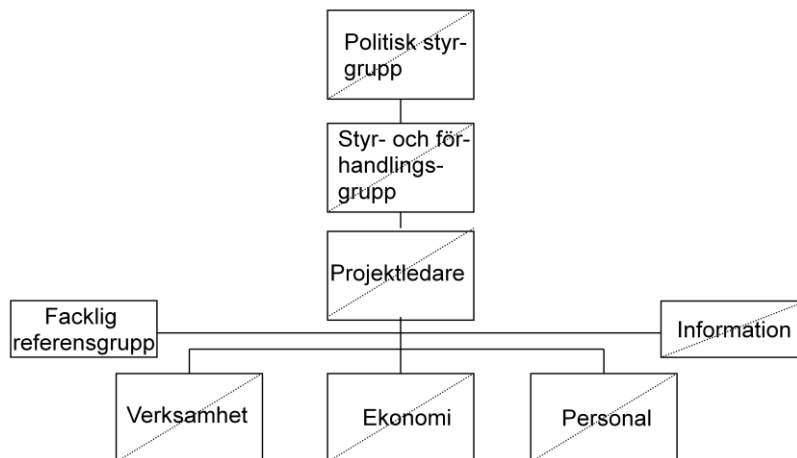 Politisk styr-
grupp
Styr- och för-
handlings-
grupp
Projektledare
Facklig
referensgrupp
Information
Verksamhet
Ekonomi
Personal